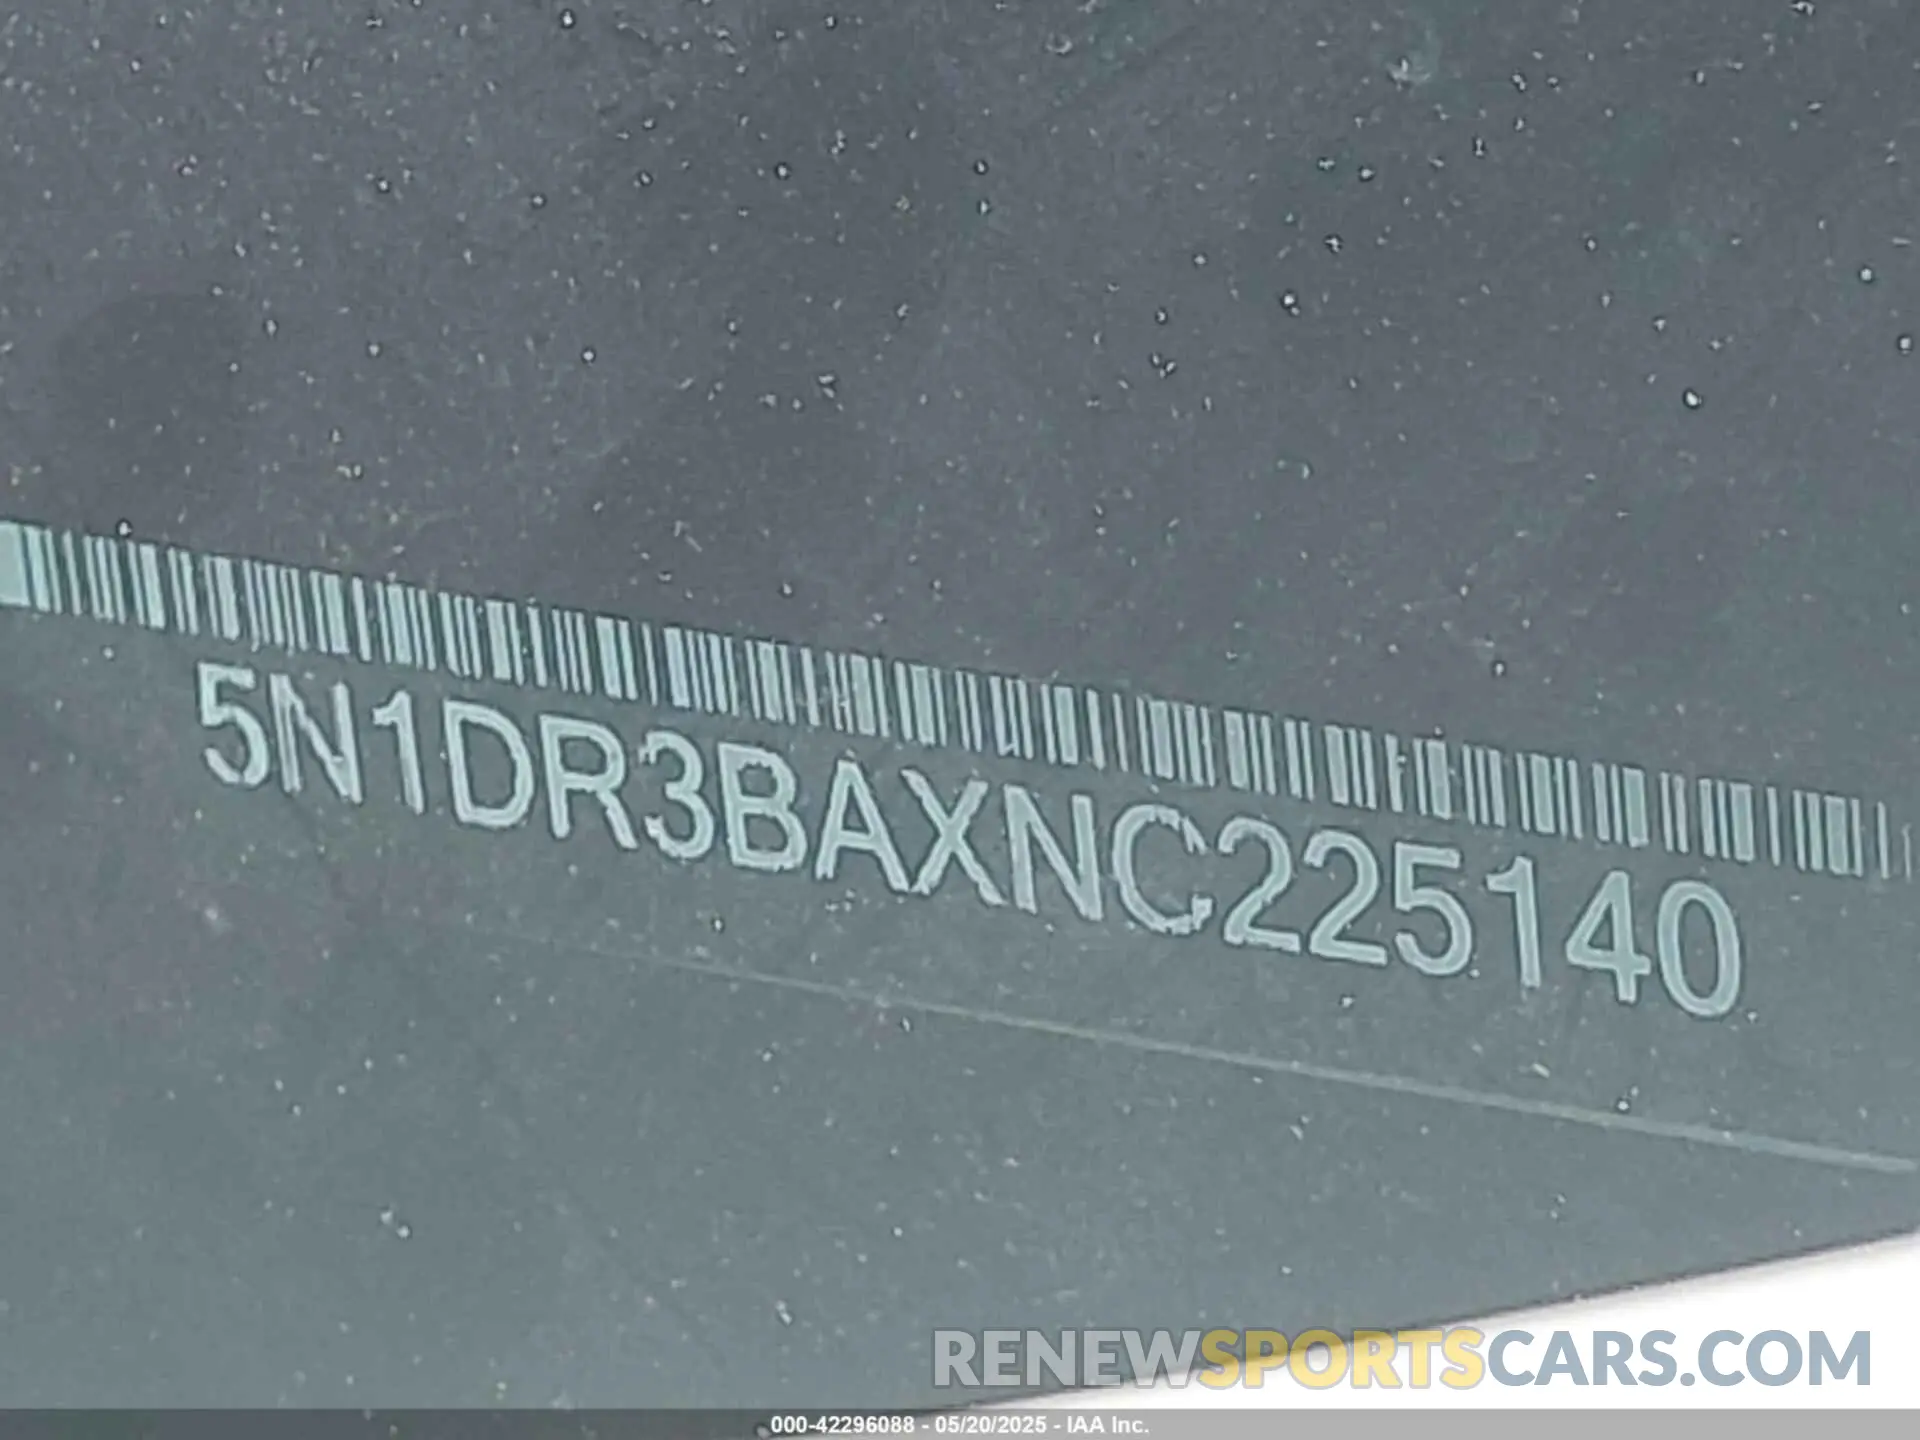 5N1DR3BAXNC225140
RENEWSPORTSCARS.COM
000-42296088 - 05/20/2025 - IAA Inc.